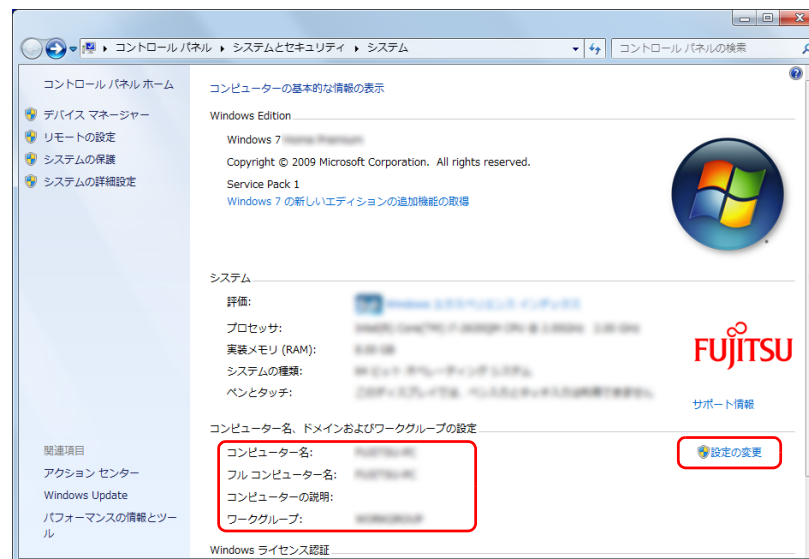 コントロール パネル ▸ システムとセキュリティ ▸ システム
コントロール パネルの検索
コントロール パネル ホーム
デバイス マネージャー
リモートの設定
システムの保護
システムの詳細設定
コンピューターの基本的な情報の表示
Windows Edition
Windows 7
Copyright © 2009 Microsoft Corporation. All rights reserved.
Service Pack 1
Windows 7 の新しいエディションの追加機能の取得
システム
評価:
プロセッサ:
実装メモリ (RAM):
システムの種類:
ペンとタッチ:
FUJITSU
サポート情報
コンピューター名、ドメインおよびワークグループの設定
コンピューター名:
設定の変更
フル コンピューター名:
コンピューターの説明:
ワークグループ:
Windows ライセンス認証
関連項目
アクション センター
Windows Update
パフォーマンスの情報とツー
ル